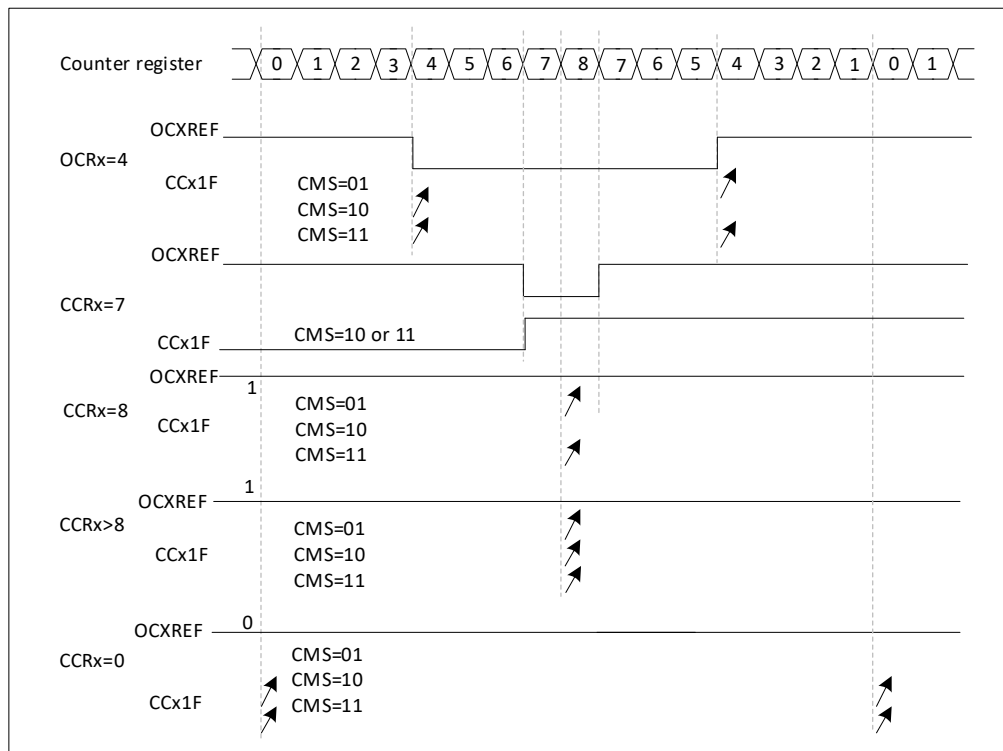 Counter register 0 1 2 3 4 5 6 7 8 7 6 5 4 3 2 1 0 1
OCXREF
OCRx=4
CCx1F
CMS=01
CMS=10
CMS=11
OCXREF
CCRx=7
CCx1F
CMS=10 or 11
OCXREF
1
CCRx=8
CCx1F
CMS=01
CMS=10
CMS=11
OCXREF
1
CCRx>8
CCx1F
CMS=01
CMS=10
CMS=11
OCXREF
0
CCRx=0
CCx1F
CMS=01
CMS=10
CMS=11